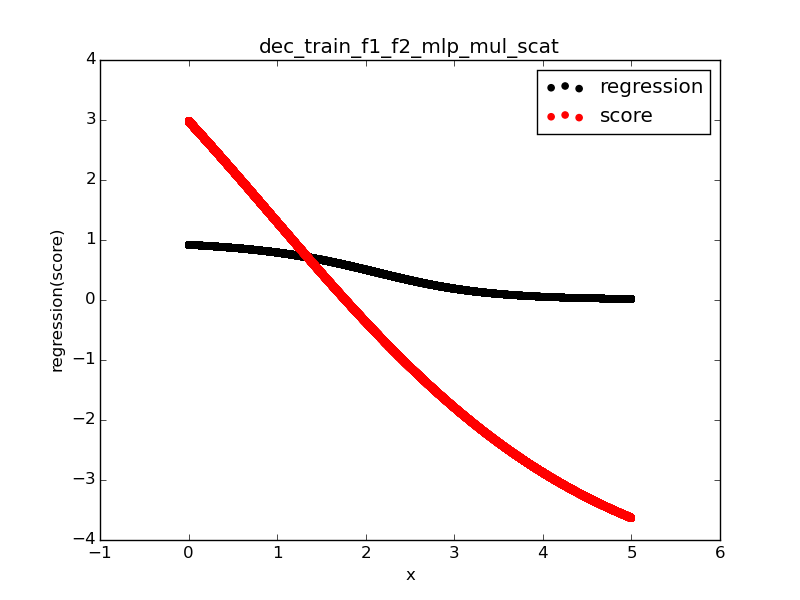 dec_train_f1_f2_mlp_mul_scat
regression
score
regression(score)
4
3
2
1
0
−1
−2
−3
−4
−1 0 1 2 3 4 5 6
x